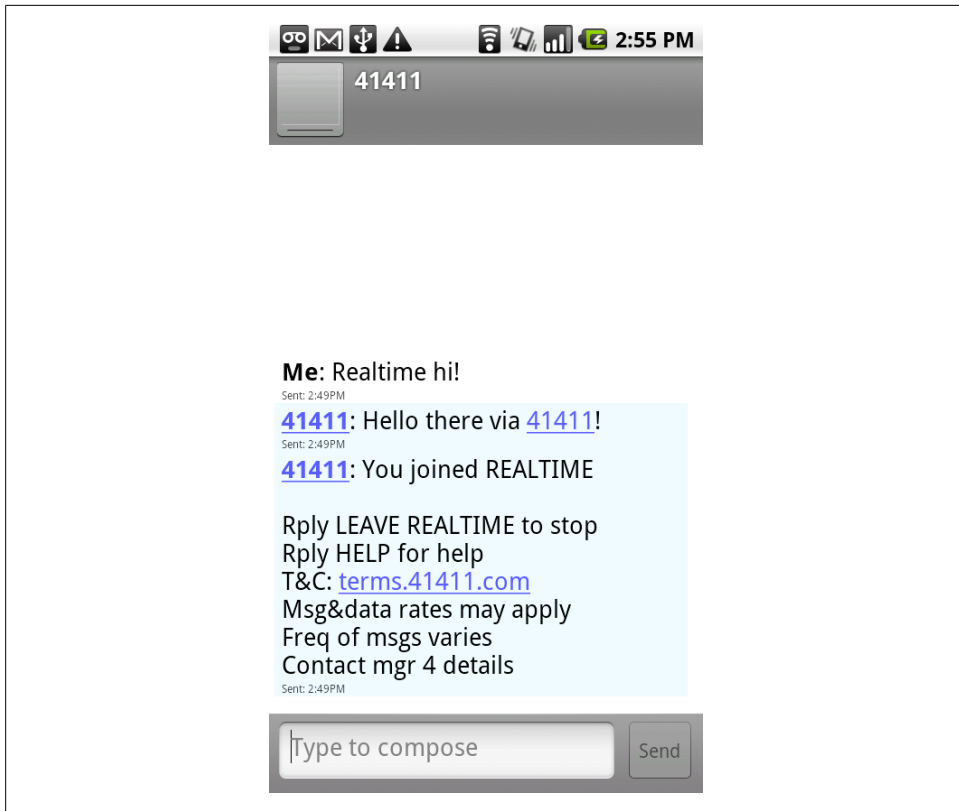 2:55 PM
41411
Me: Realtime hi!
Sent: 2:49PM
41411: Hello there via 41411!
Sent: 2:49PM
41411: You joined REALTIME
Rply LEAVE REALTIME to stop
Rply HELP for help
T&C: terms.41411.com
Msg&data rates may apply
Freq of msgs varies
Contact mgr 4 details
Sent: 2:49PM
Type to compose
Send